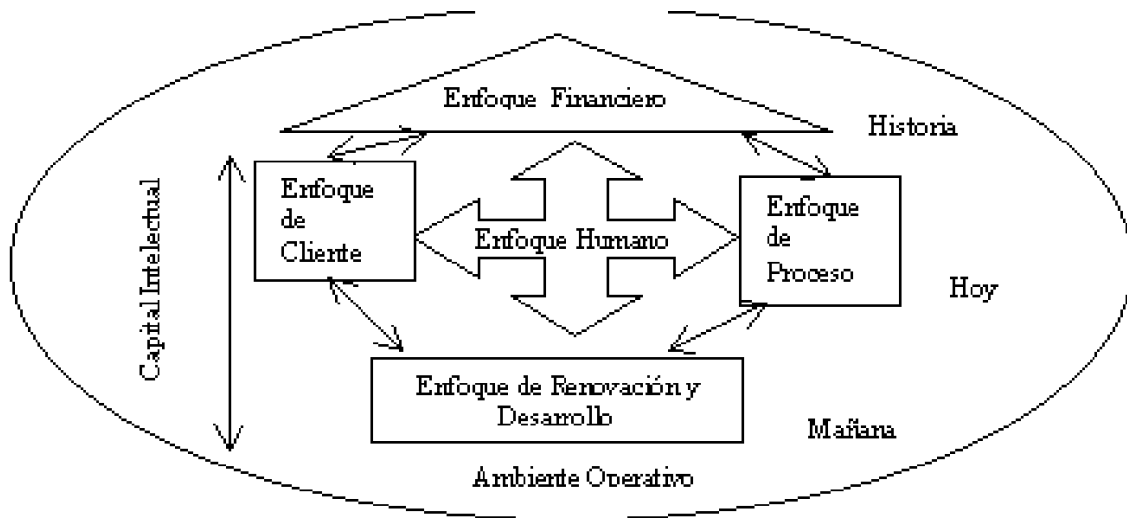 Enfoque Financiero
Historia
Capital Intelectual
Enfoque
de
Cliente
Enfoque Humano
Enfoque
de
Proceso
Hoy
Enfoque de Renovación y
Desarrollo
Mañana
Ambiente Operativo